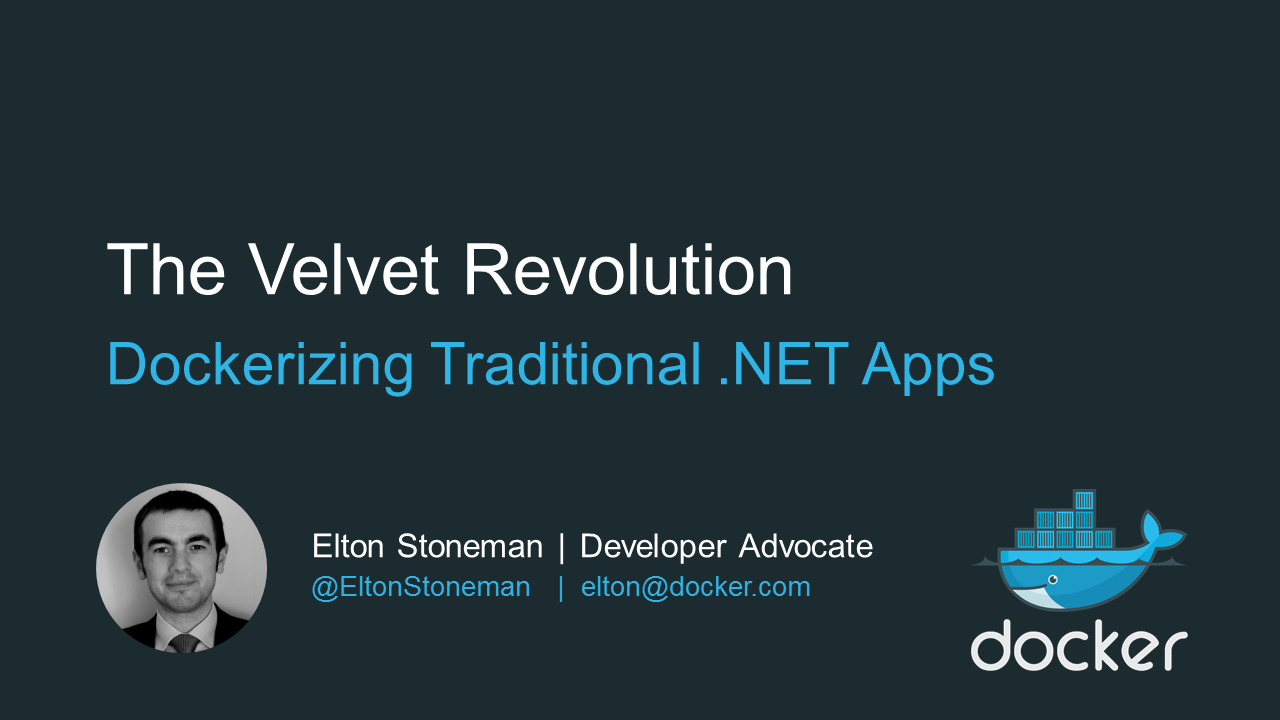 The Velvet Revolution
Dockerizing Traditional .NET Apps
Elton Stoneman | Developer Advocate
@EltonStoneman | elton@docker.com
docker